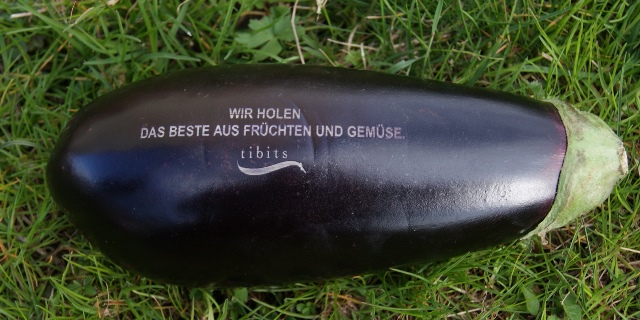 WIR HOLEN
DAS BESTE AUS FRÜCHTEN UND GEMÜSE.
tibits